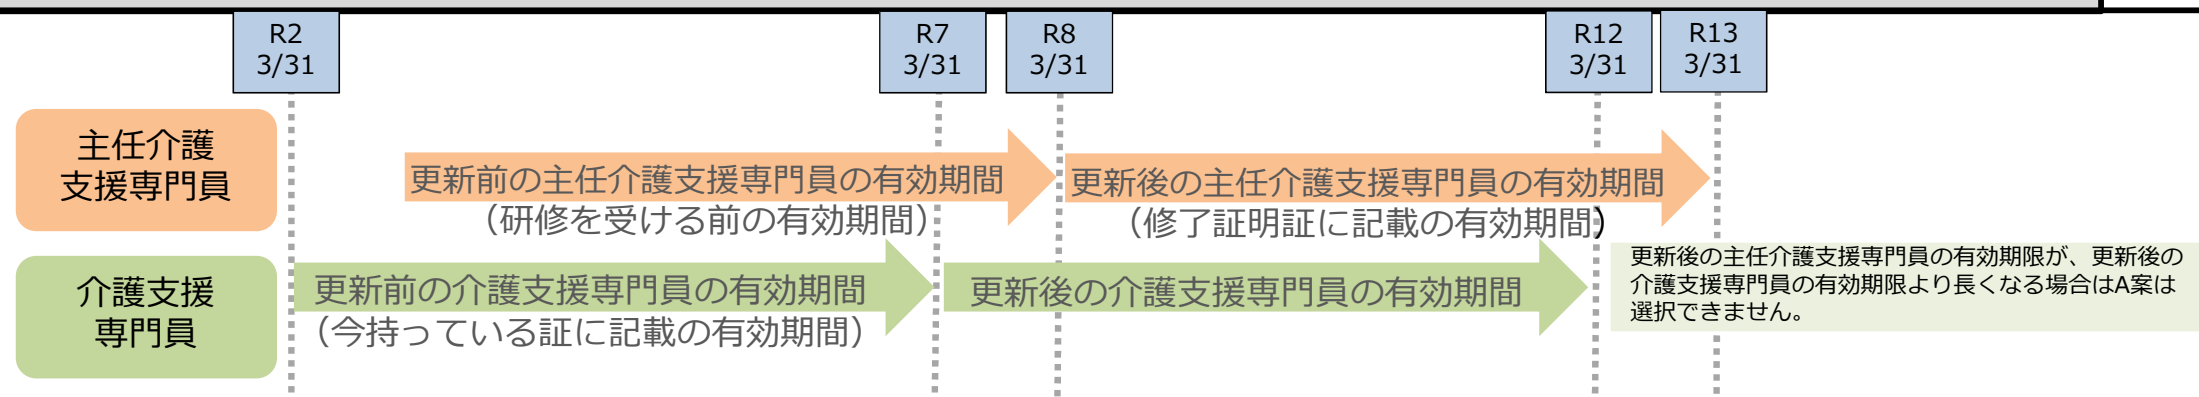 R2
3/31
R7
3/31
R8
3/31
R12
3/31
R13
3/31
主任介護
支援専門員
更新前の主任介護支援専門員の有効期間
（研修を受ける前の有効期間）
更新後の主任介護支援専門員の有効期間
（修了証明証に記載の有効期間）
介護支援
専門員
更新前の介護支援専門員の有効期間
（今持っている証に記載の有効期間）
更新後の介護支援専門員の有効期間
更新後の主任介護支援専門員の有効期限が、更新後の
介護支援専門員の有効期限より長くなる場合はA案は
選択できません。